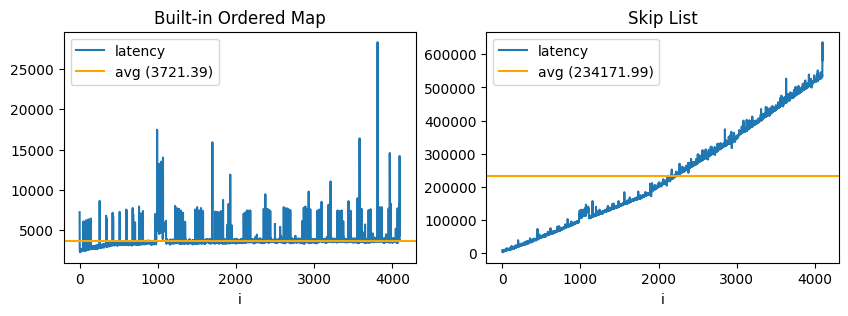 Built-in Ordered Map
latency
avg (3721.39)
25000
20000
15000
10000
5000
0
1000
2000
3000
4000
i
Skip List
latency
avg (234171.99)
600000
500000
400000
300000
200000
100000
0
0
1000
2000
3000
4000
i